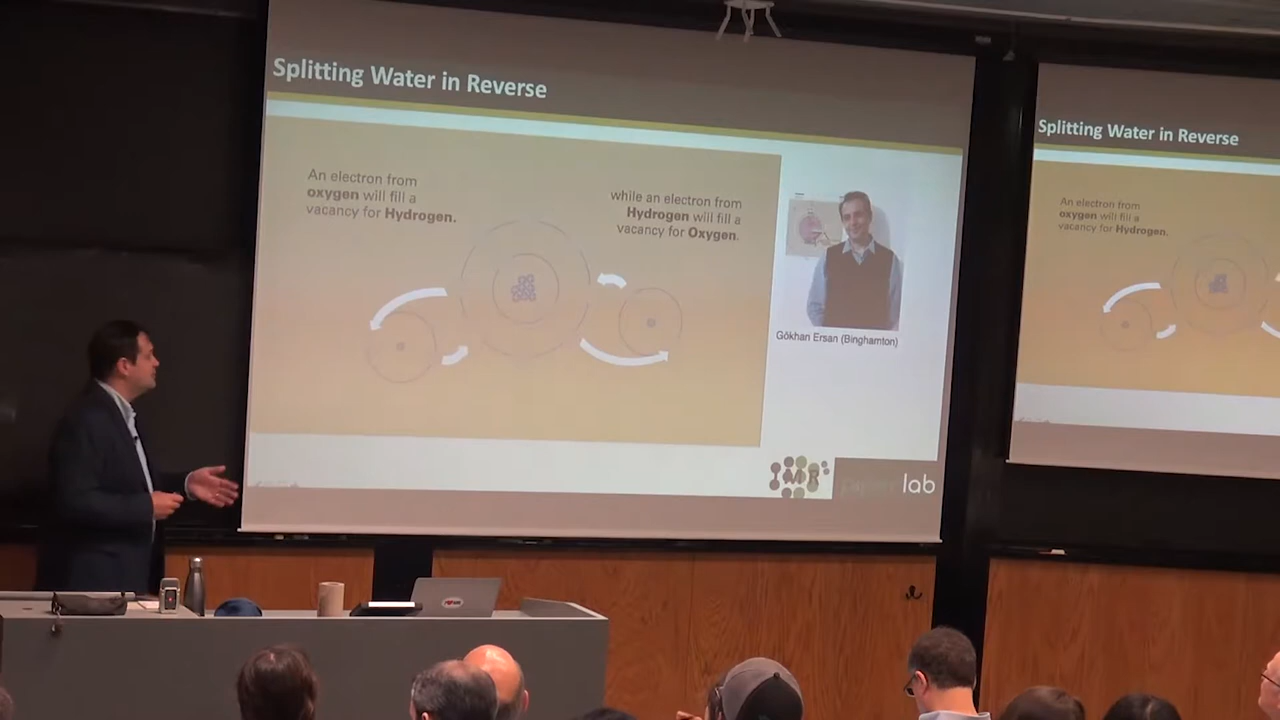 Splitting Water in Reverse
An electron from
oxygen will fill a
vacancy for Hydrogen.
while an electron from
Hydrogen will fill a
vacancy for Oxygen.
Gökhan Ersan (Binghamton)
lab
Splitting Water in Reverse
An electron from
oxygen will fill a
vacancy for Hydrogen.